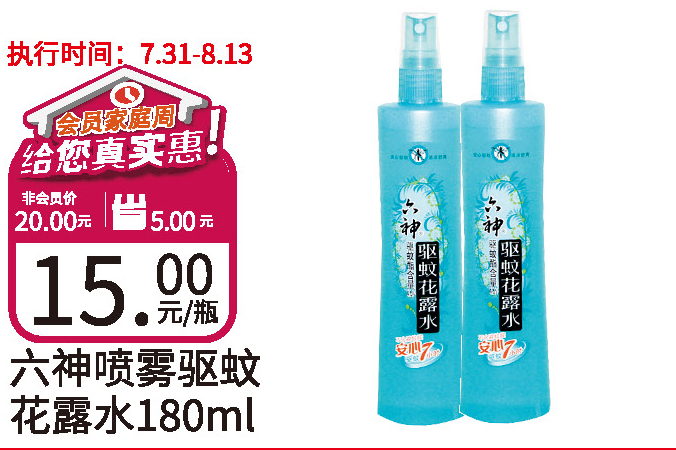 执行时间：7.31-8.13
会员家庭周
给您真实惠！
非会员价
20.00元
5.00元
15.00
元/瓶
六神喷雾驱蚊
花露水180ml
六神
驱蚊花露水
安心7
六神
驱蚊花露水
安心7